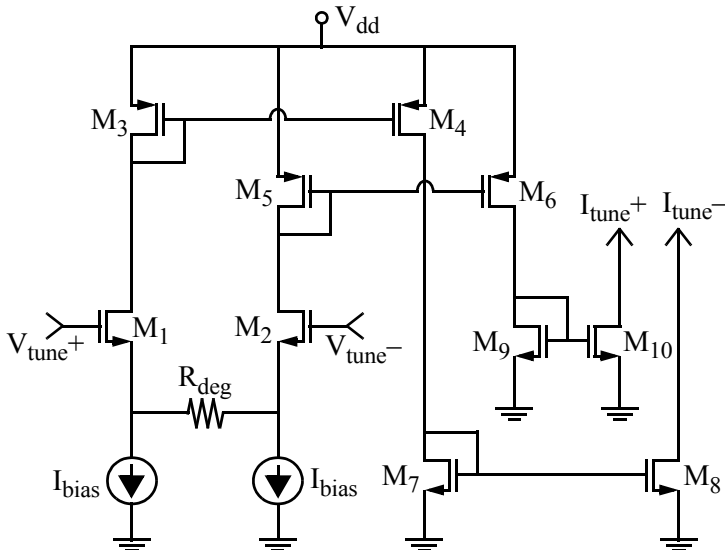 Vdd
M3
M4
M5
M6
Itune+
Itune−
Vtune+
M1
M2
Vtune−
M9
M10
Rdeg
Ibias
Ibias
M7
M8